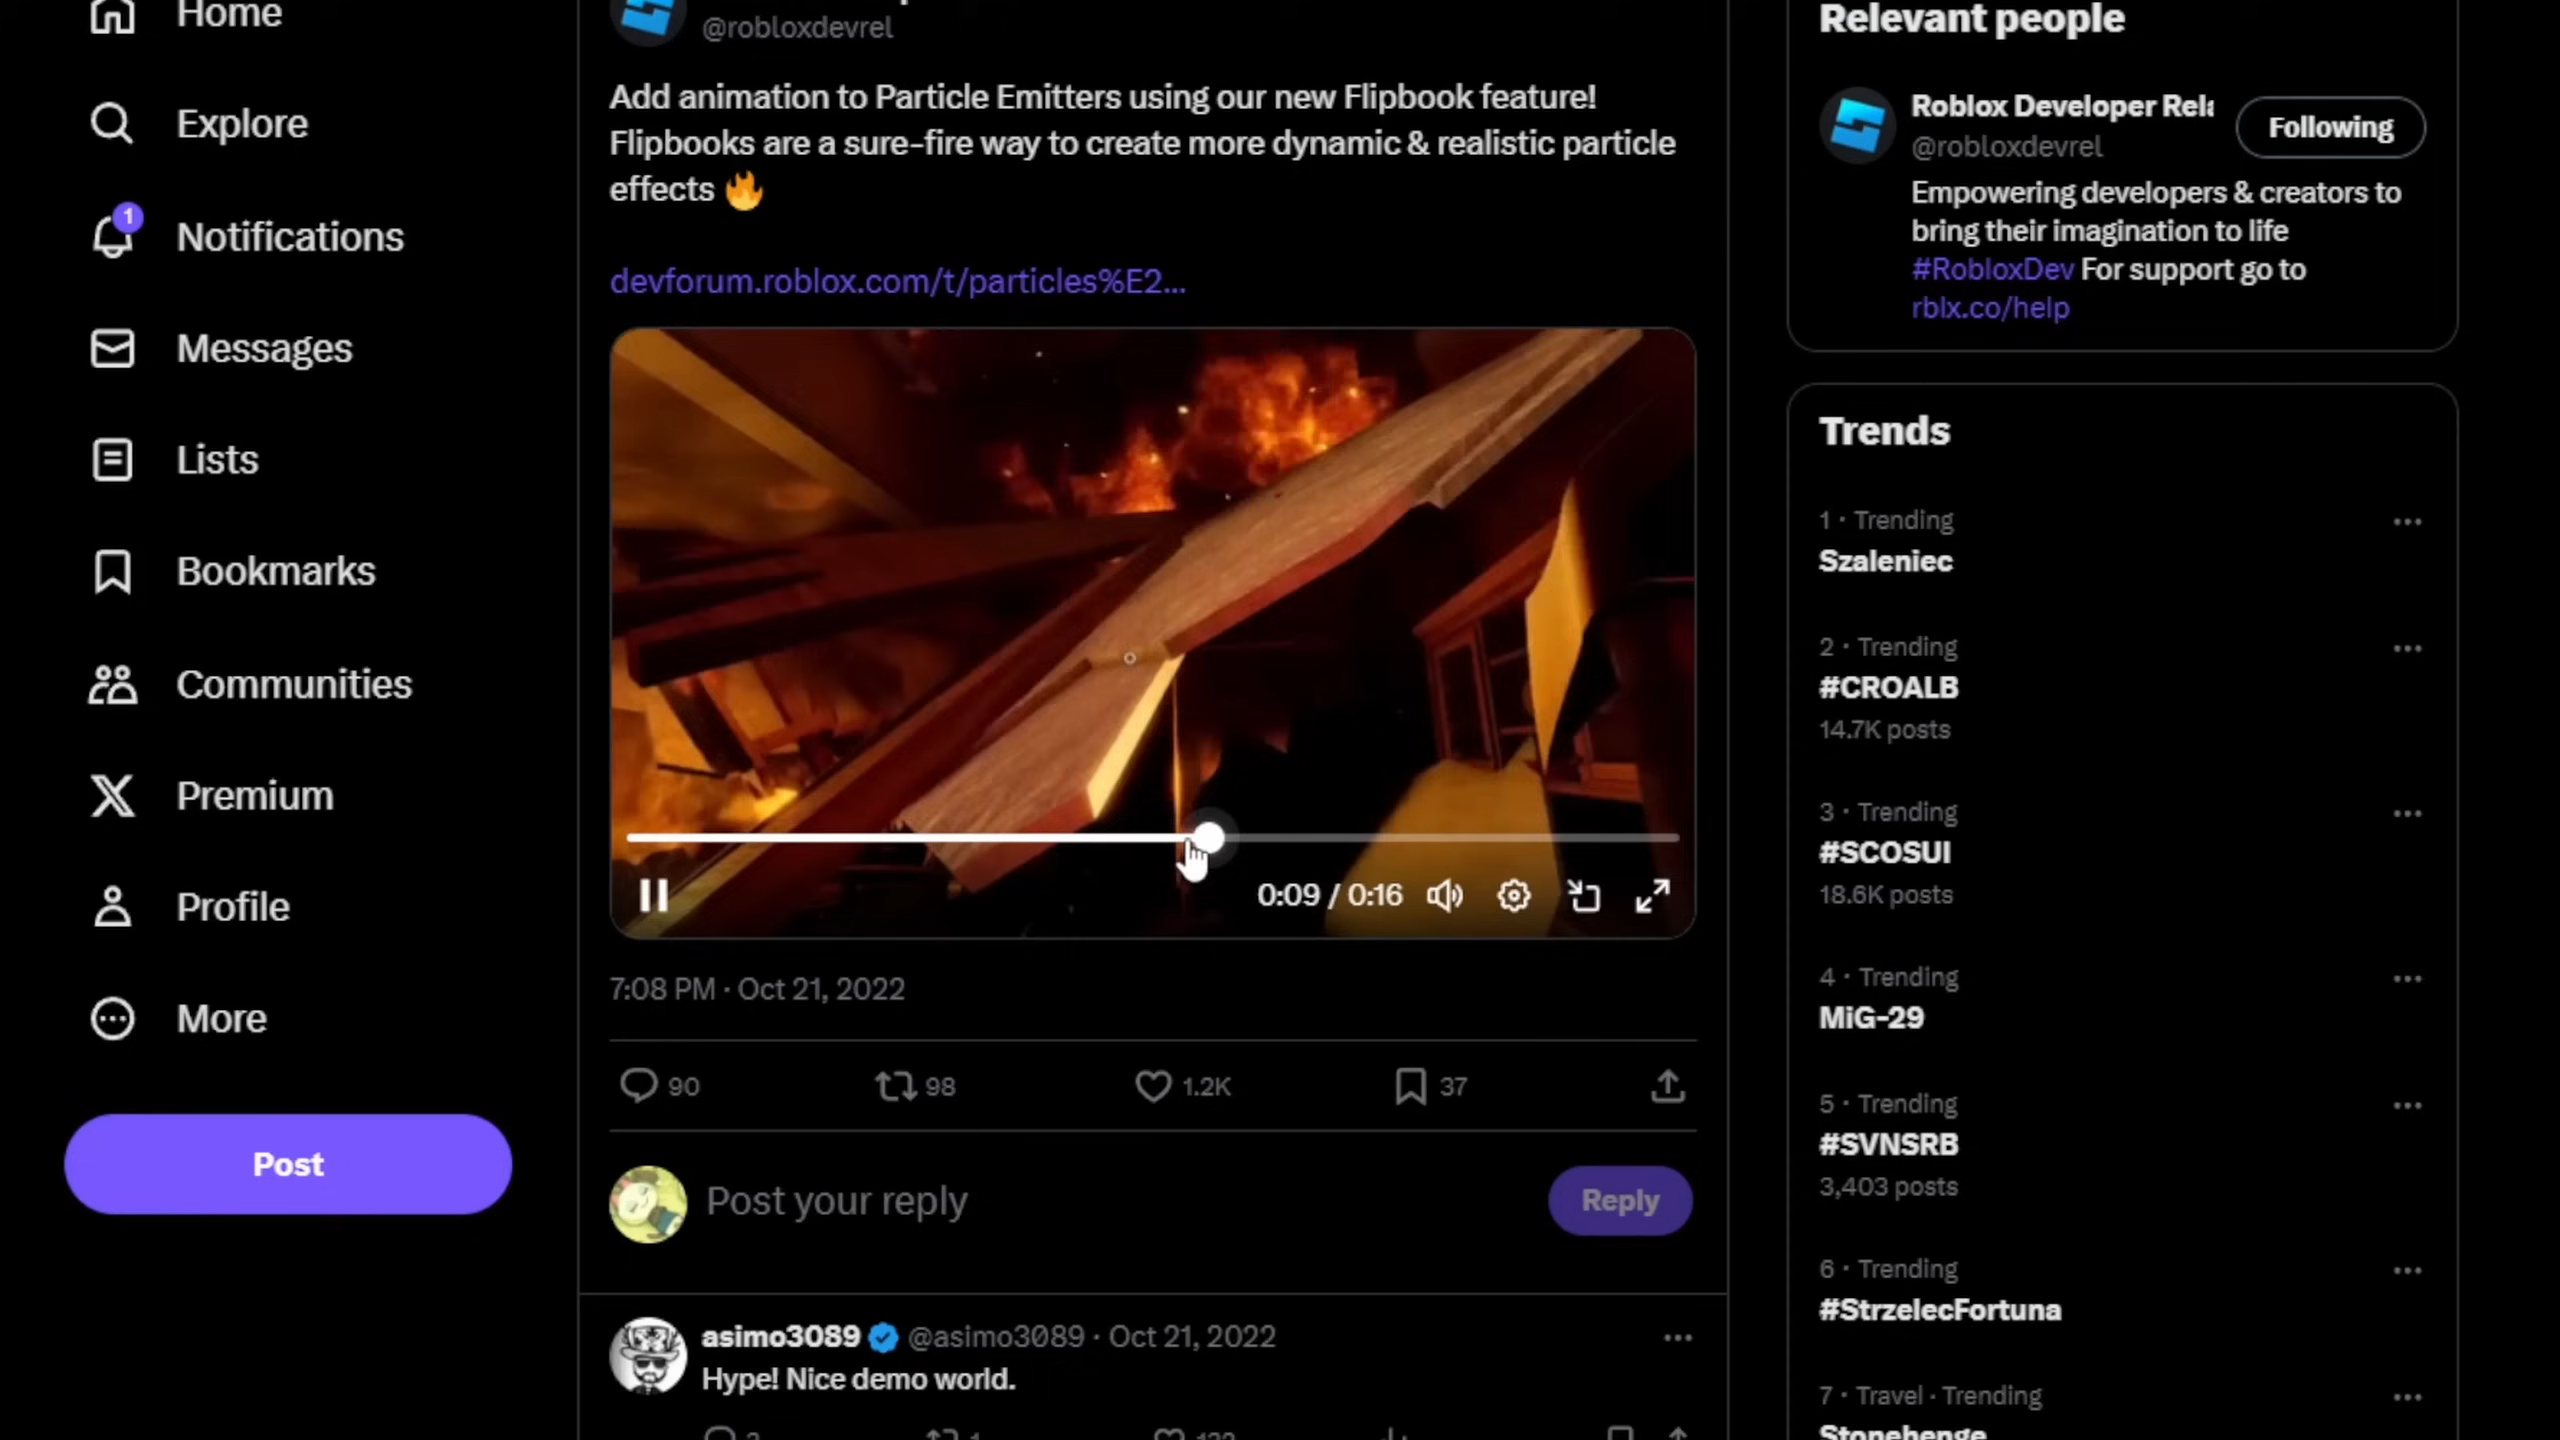 Home
Explore
1
Notifications
Messages
Lists
Bookmarks
Communities
Premium
Profile
More
Post
@robloxdevrel
Add animation to Particle Emitters using our new Flipbook feature!
Flipbooks are a sure-fire way to create more dynamic & realistic particle
effects 🔥
devforum.roblox.com/t/particles%E2...
0:09 / 0:16
7:08 PM · Oct 21, 2022
90
98
1.2K
37
Post your reply
Reply
asimo3089 @asimo3089 · Oct 21, 2022
Hype! Nice demo world.
Relevant people
Roblox Developer Rela
@robloxdevrel
Following
Empowering developers & creators to
bring their imagination to life
#RobloxDev For support go to
rblx.co/help
Trends
1 · Trending
Szaleniec
2 · Trending
#CROALB
14.7K posts
3 · Trending
#SCOSUI
18.6K posts
4 · Trending
MiG-29
5 · Trending
#SVNSRB
3,403 posts
6 · Trending
#StrzelecFortuna
7 · Travel · Trending
Stonehenge